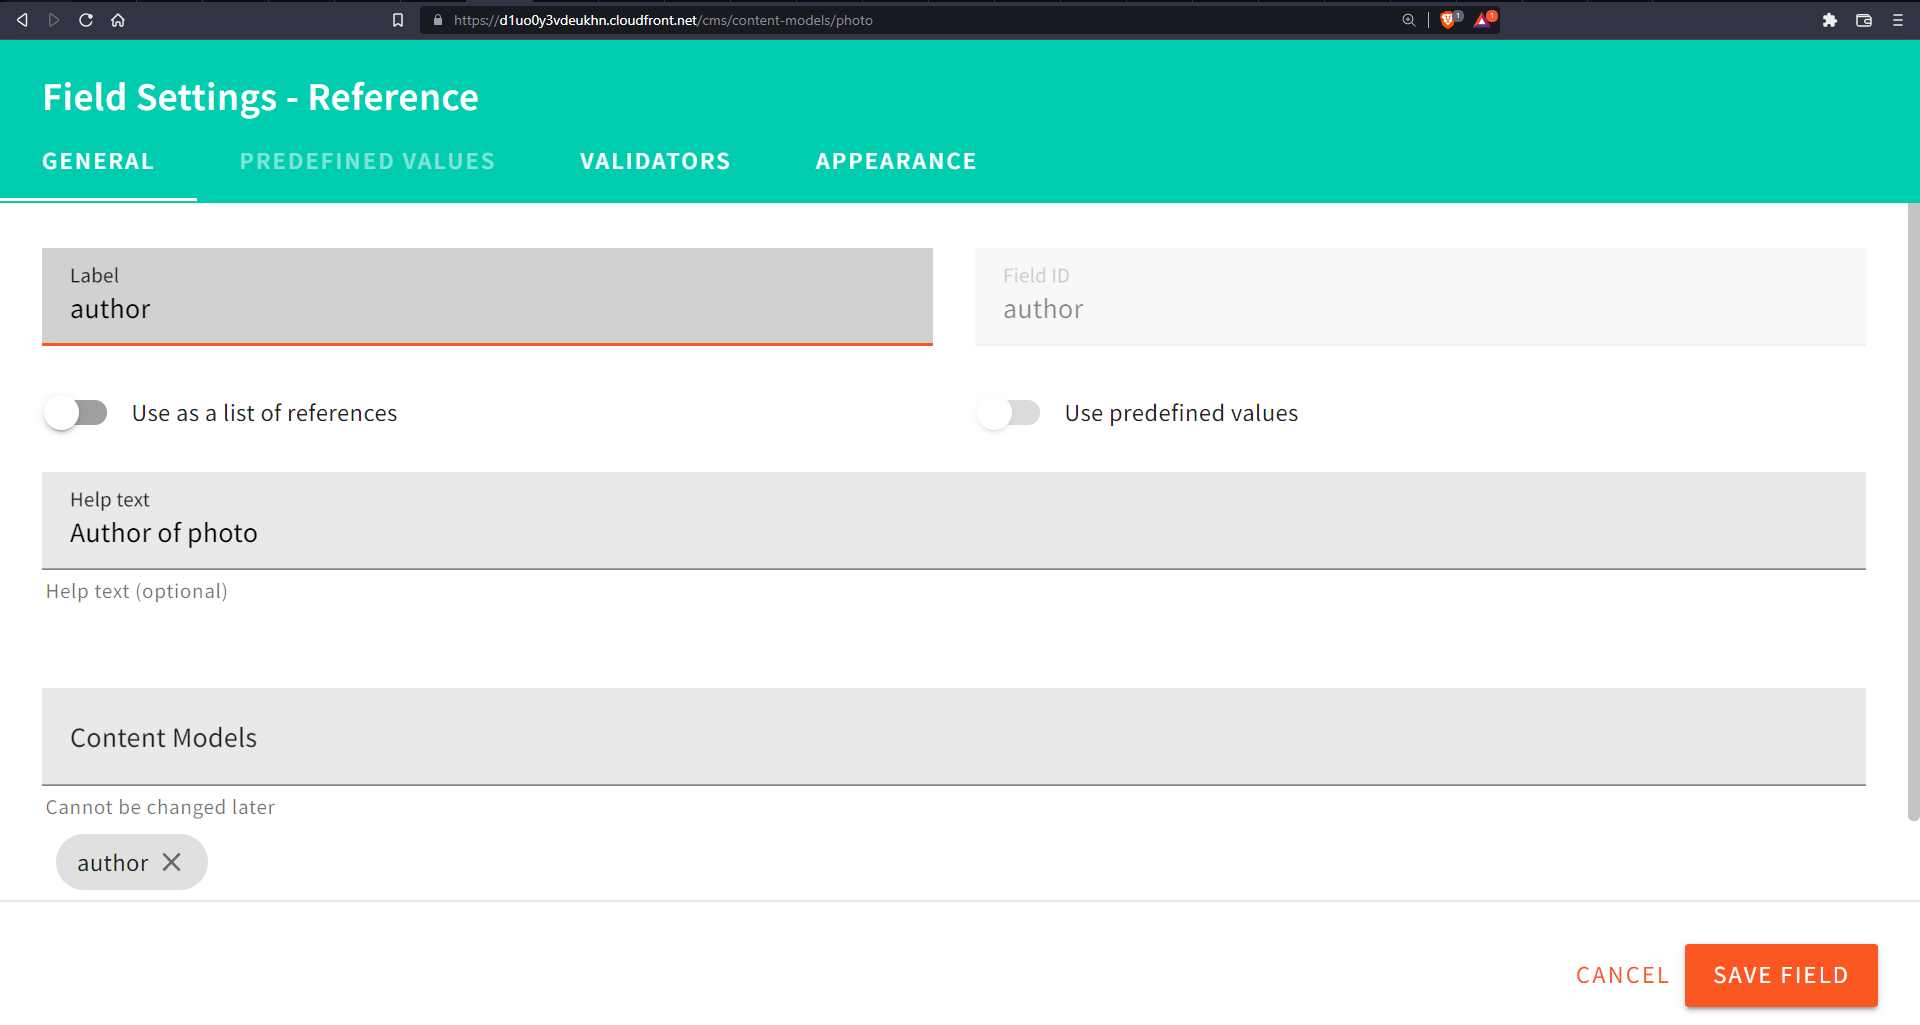 https://d1uo0y3vdeukhn.cloudfront.net/cms/content-models/photo
1
1
Field Settings - Reference
GENERAL
PREDEFINED VALUES
VALIDATORS
APPEARANCE
Label
author
Field ID
author
Use as a list of references
Use predefined values
Help text
Author of photo
Help text (optional)
Content Models
Cannot be changed later
author
CANCEL
SAVE FIELD